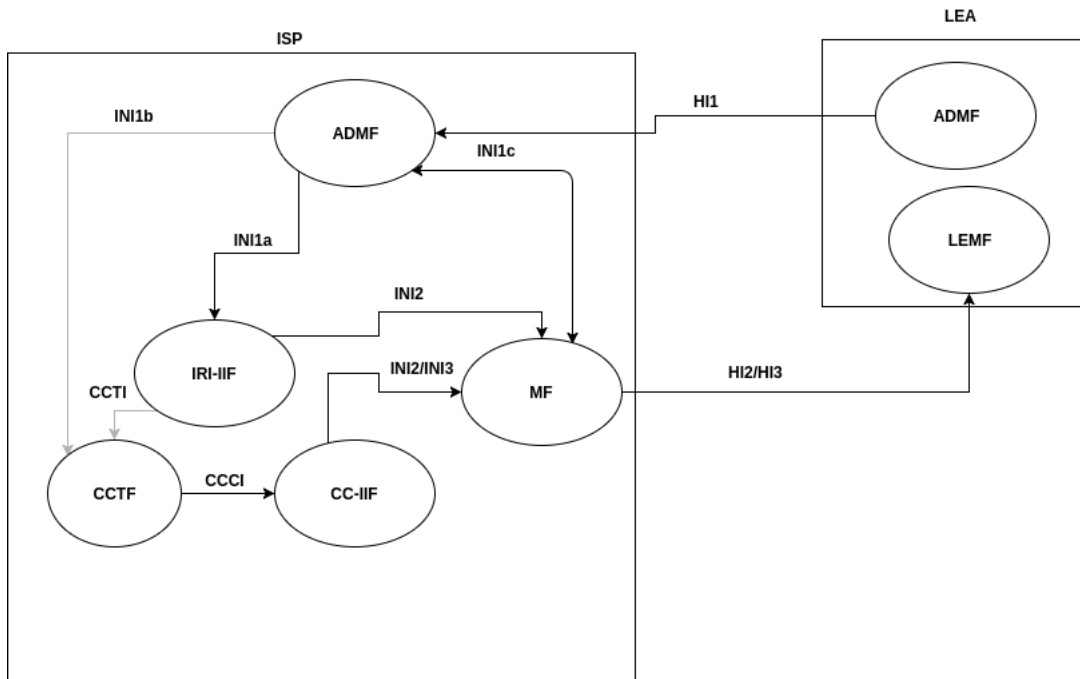 LEA
ISP
HI1
INI1b
ADMF
ADMF
INI1c
INI1a
LEMF
INI2
IRI-IIF
INI2/INI3
HI2/HI3
CCTI
MF
CCCI
CCTF
CC-IIF